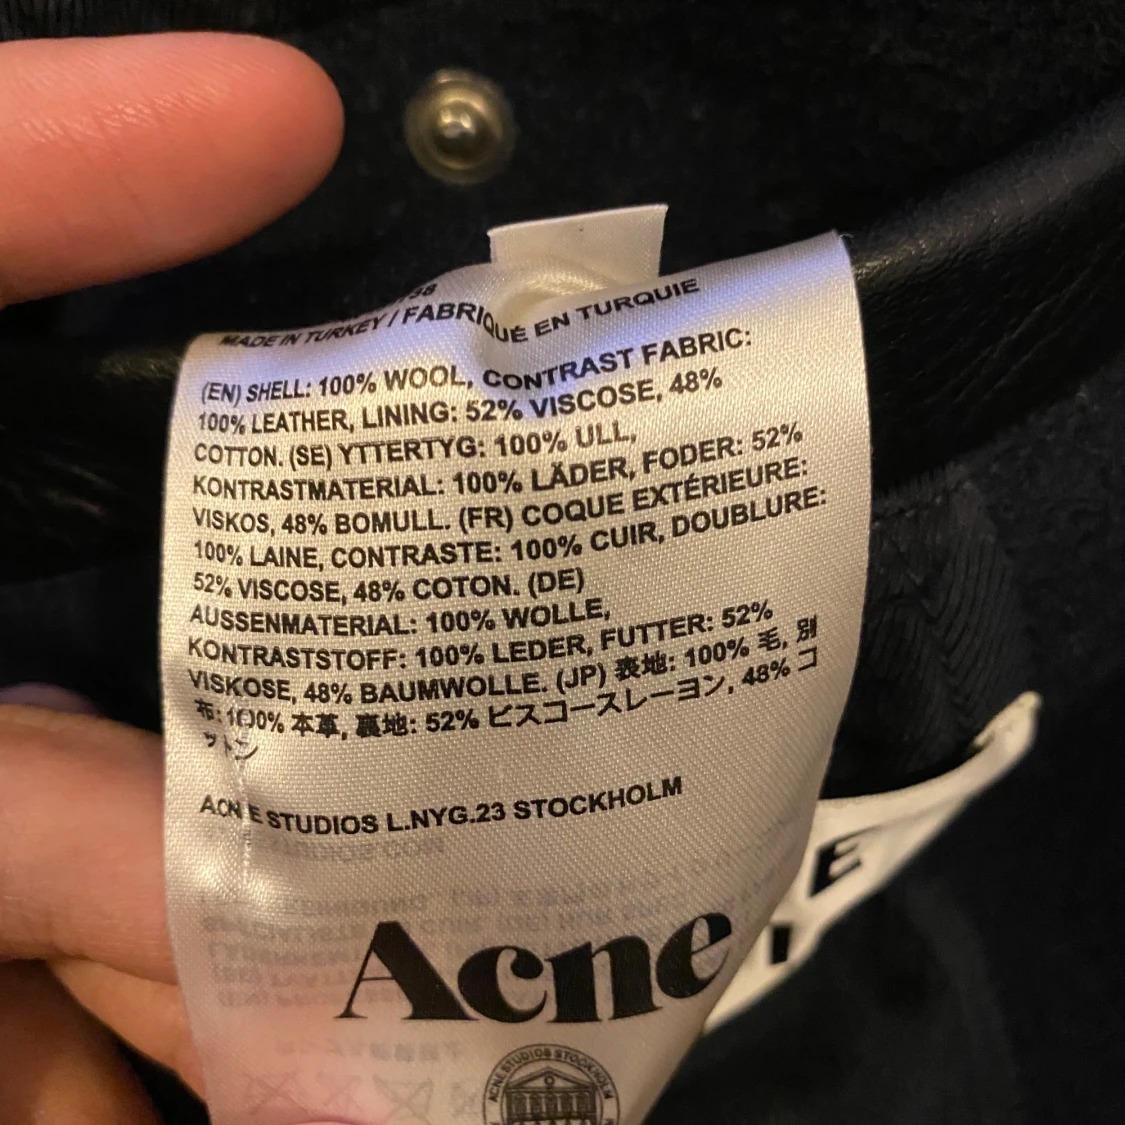 MADE IN TURKEY / FABRIQUÉ EN TURQUIE
(EN) SHELL: 100% WOOL, CONTRAST FABRIC:
100% LEATHER, LINING: 52% VISCOSE, 48%
COTTON. (SE) YTTERTYG: 100% ULL,
KONTRASTMATERIAL: 100% LÄDER, FODER: 52%
VISKOS, 48% BOMULL. (FR) COQUE EXTÉRIEURE:
100% LAINE, CONTRASTE: 100% CUIR, DOUBLURE:
52% VISCOSE, 48% COTON. (DE)
AUSSENMATERIAL: 100% WOLLE,
KONTRASTSTOFF: 100% LEDER, FUTTER: 52%
VISKOSE, 48% BAUMWOLLE. (JP) 表地: 100% 毛, 別
布: 100% 本革, 裏地: 52% ビスコースレーヨン, 48% コ
ットン
ACNE STUDIOS L.NYG.23 STOCKHOLM
Acne
ACNE STUDIOS STOCKHOLM